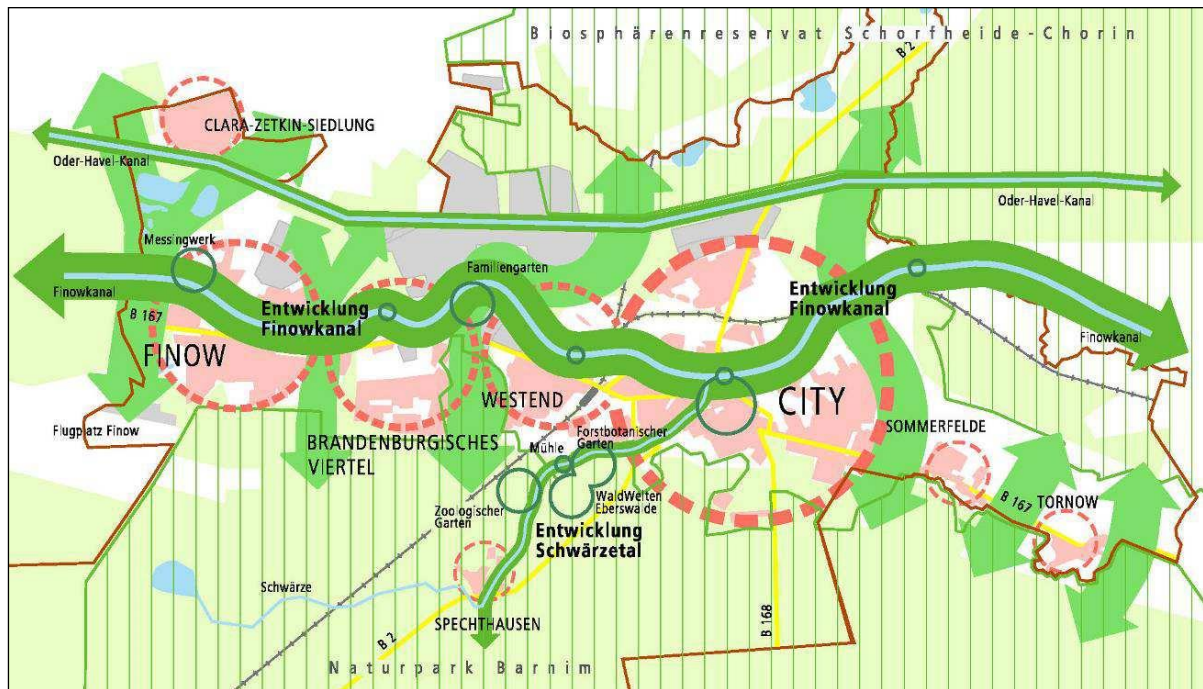 Biosphärenreservat Schorfheide-Chorin
B 2
CLARA-ZETKIN-SIEDLUNG
Oder-Havel-Kanal
Oder-Havel-Kanal
Messingwerk
Familiengarten
Finowkanal
Entwicklung
Finowkanal
Entwicklung
Finowkanal
B 167
Finowkanal
FINOW
WESTEND
CITY
Flugplatz Finow
BRANDENBURGISCHES
VIERTEL
Mühle
Forstbotanischer
Garten
SOMMERFELDE
Zoologischer
Garten
WaldWelten
Eberswalde
B 167
TORNOW
Entwicklung
Schwärzetal
Schwärze
SPECHTHAUSEN
B 2
B 168
Naturpark Barnim